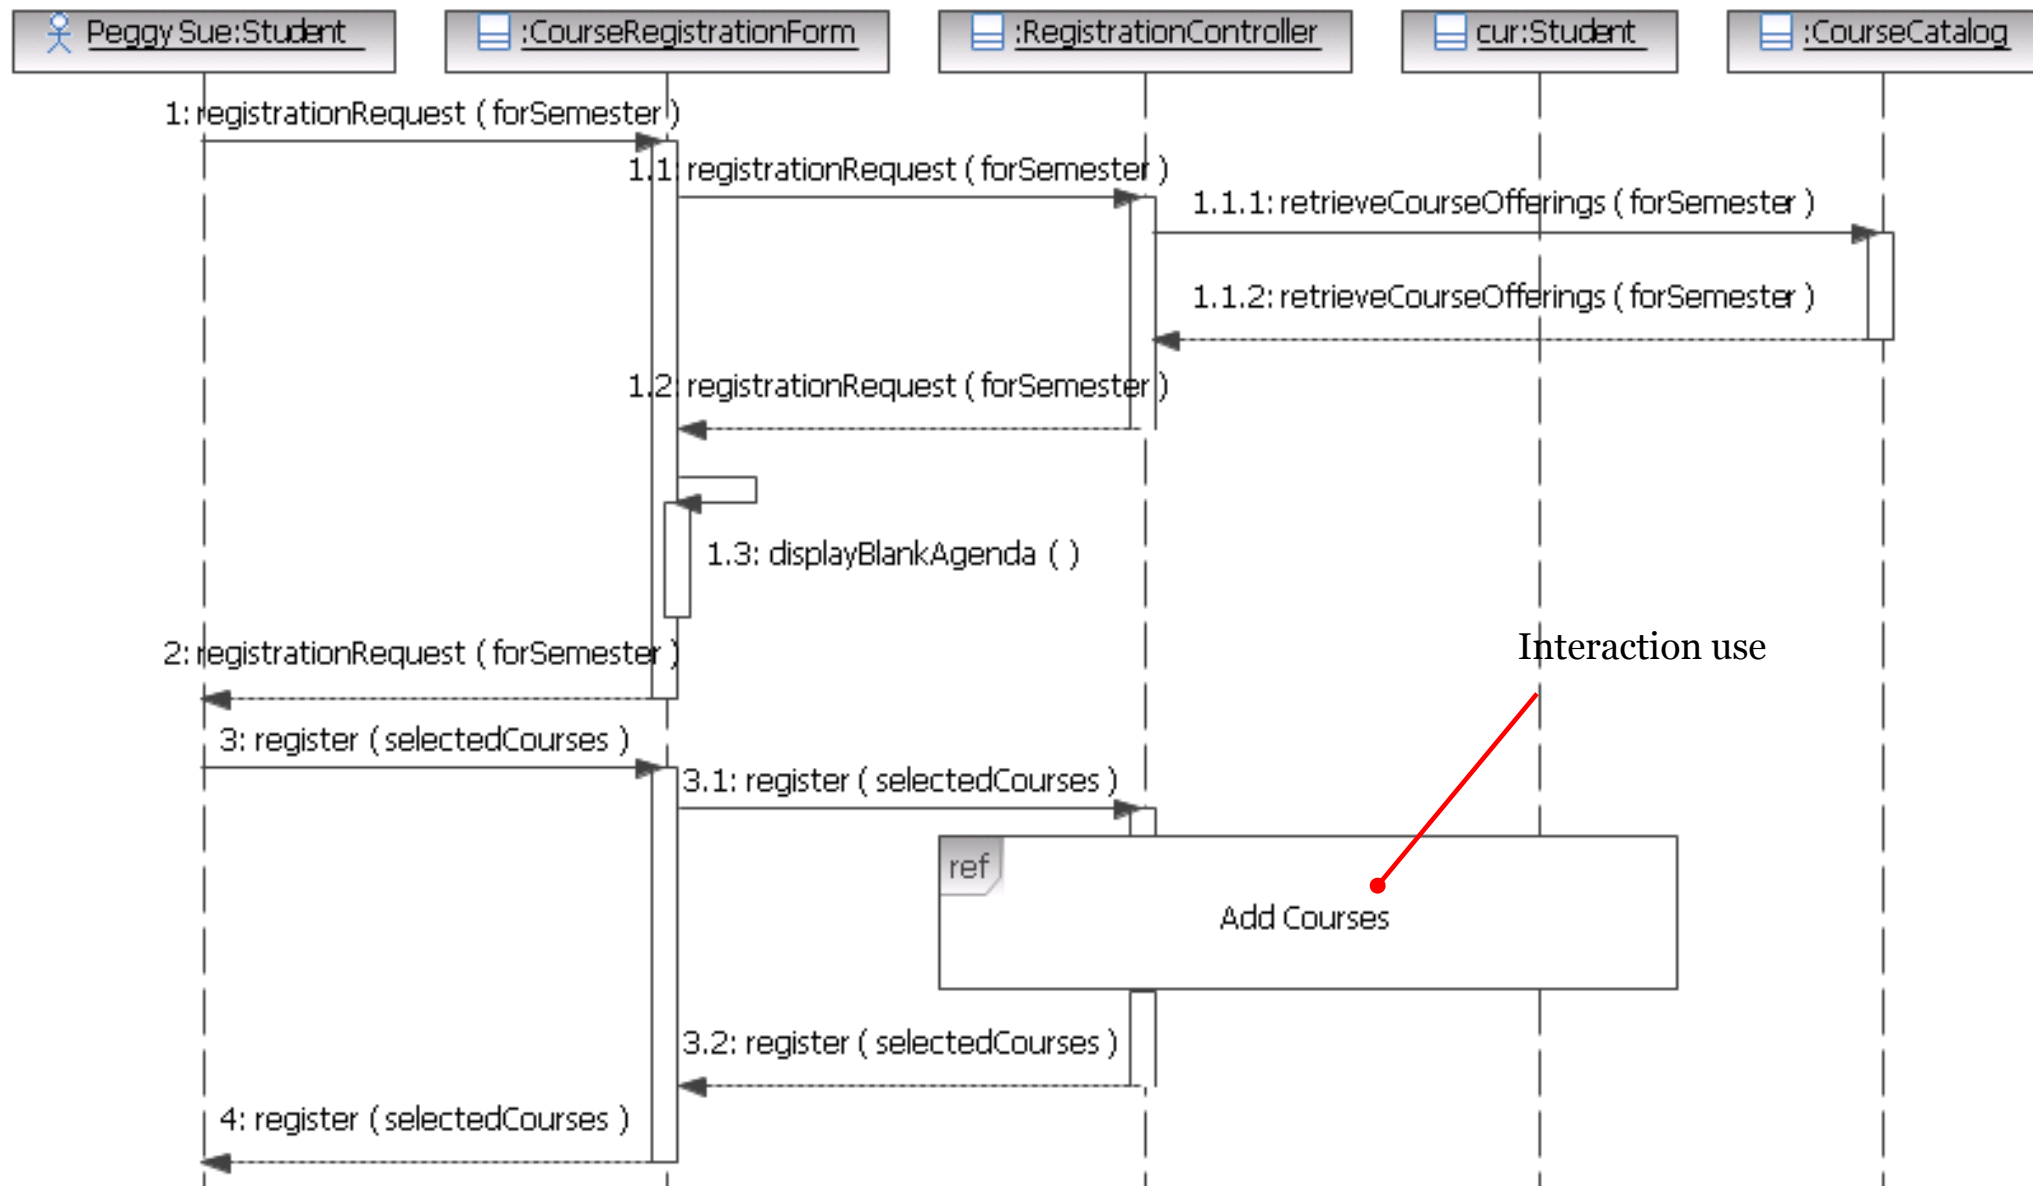 Peggy Sue:Student
:CourseRegistrationForm
:RegistrationController
cur:Student
:CourseCatalog
1: registrationRequest ( forSemester )
1.1: registrationRequest ( forSemester )
1.1.1: retrieveCourseOfferings ( forSemester )
1.1.2: retrieveCourseOfferings ( forSemester )
1.2: registrationRequest ( forSemester )
1.3: displayBlankAgenda ( )
2: registrationRequest ( forSemester )
Interaction use
3: register ( selectedCourses )
3.1: register ( selectedCourses )
ref
Add Courses
3.2: register ( selectedCourses )
4: register ( selectedCourses )